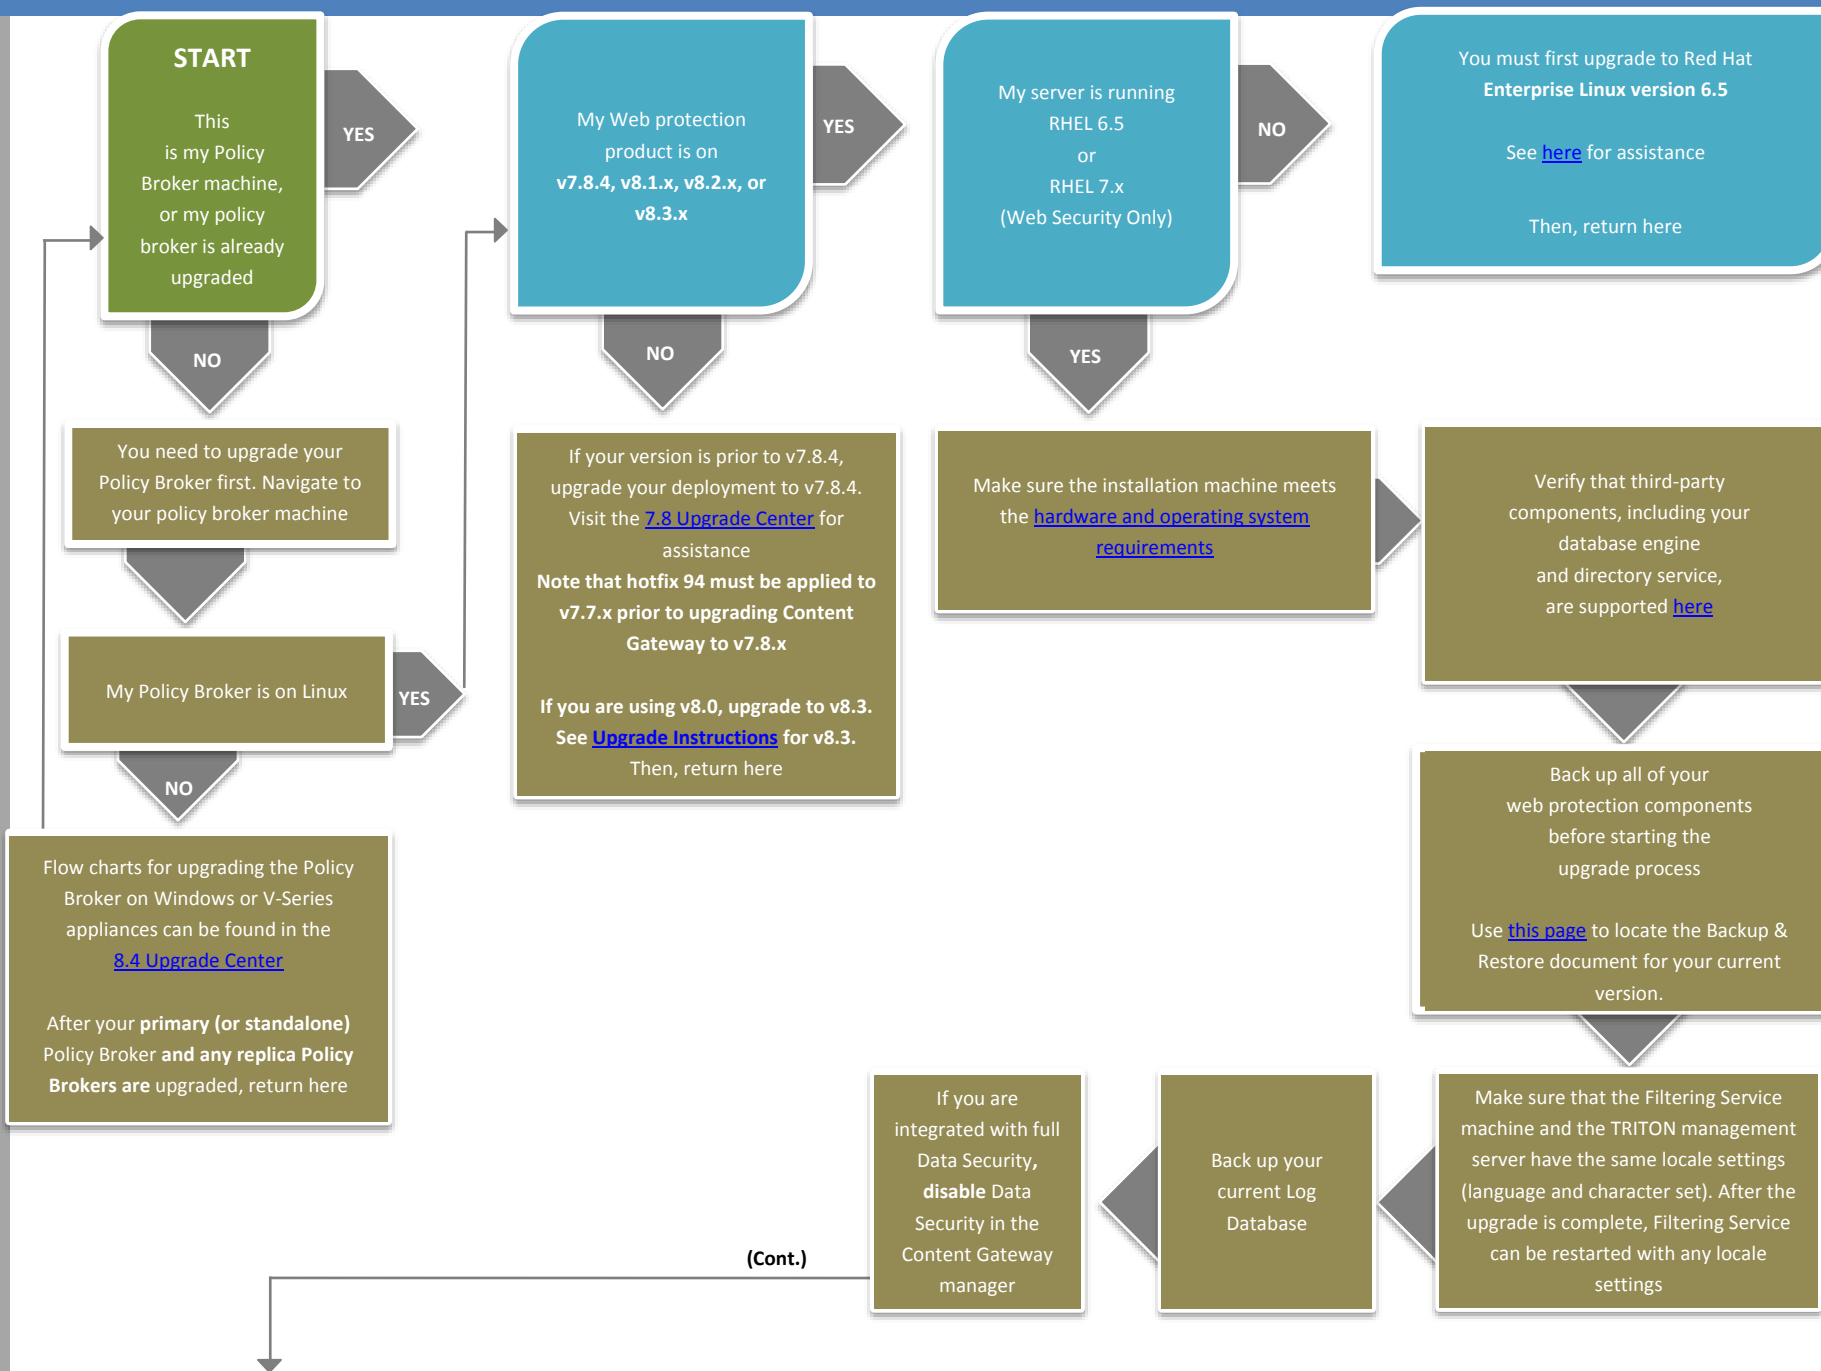 START
This
is my Policy
Broker machine,
or my policy
broker is already
upgraded
YES
NO
You need to upgrade your
Policy Broker first. Navigate to
your policy broker machine
My Policy Broker is on Linux
YES
NO
Flow charts for upgrading the Policy
Broker on Windows or V-Series
appliances can be found in the
8.4 Upgrade Center
After your primary (or standalone)
Policy Broker and any replica Policy
Brokers are upgraded, return here
My Web protection
product is on
v7.8.4, v8.1.x, v8.2.x, or
v8.3.x
YES
NO
If your version is prior to v7.8.4,
upgrade your deployment to v7.8.4.
Visit the 7.8 Upgrade Center for
assistance
Note that hotfix 94 must be applied to
v7.7.x prior to upgrading Content
Gateway to v7.8.x
If you are using v8.0, upgrade to v8.3.
See Upgrade Instructions for v8.3.
Then, return here
My server is running
RHEL 6.5
or
RHEL 7.x
(Web Security Only)
NO
YES
You must first upgrade to Red Hat
Enterprise Linux version 6.5
See here for assistance
Then, return here
Make sure the installation machine meets
the hardware and operating system
requirements
Verify that third-party
components, including your
database engine
and directory service,
are supported here
Back up all of your
web protection components
before starting the
upgrade process
Use this page to locate the Backup &
Restore document for your current
version.
Make sure that the Filtering Service
machine and the TRITON management
server have the same locale settings
(language and character set). After the
upgrade is complete, Filtering Service
can be restarted with any locale
settings
Back up your
current Log
Database
If you are
integrated with full
Data Security,
disable Data
Security in the
Content Gateway
manager
(Cont.)